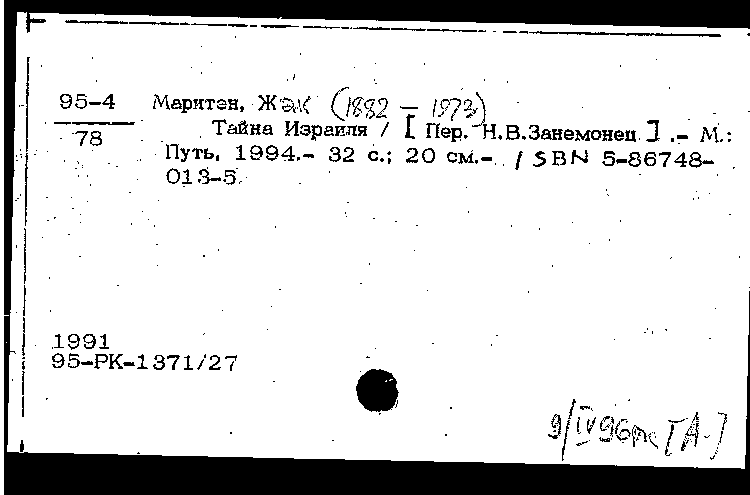 95-4 Маритэн, Жак (1882 – 1973)
78 Тайна Израиля / [ Пер. Н.В.Занемонец ] .- М.:
Путь, 1994.- 32 с.; 20 см.- ISBN 5-86748-
013-5.
1991
95-РК-1371/27
9/IV96 [А-]